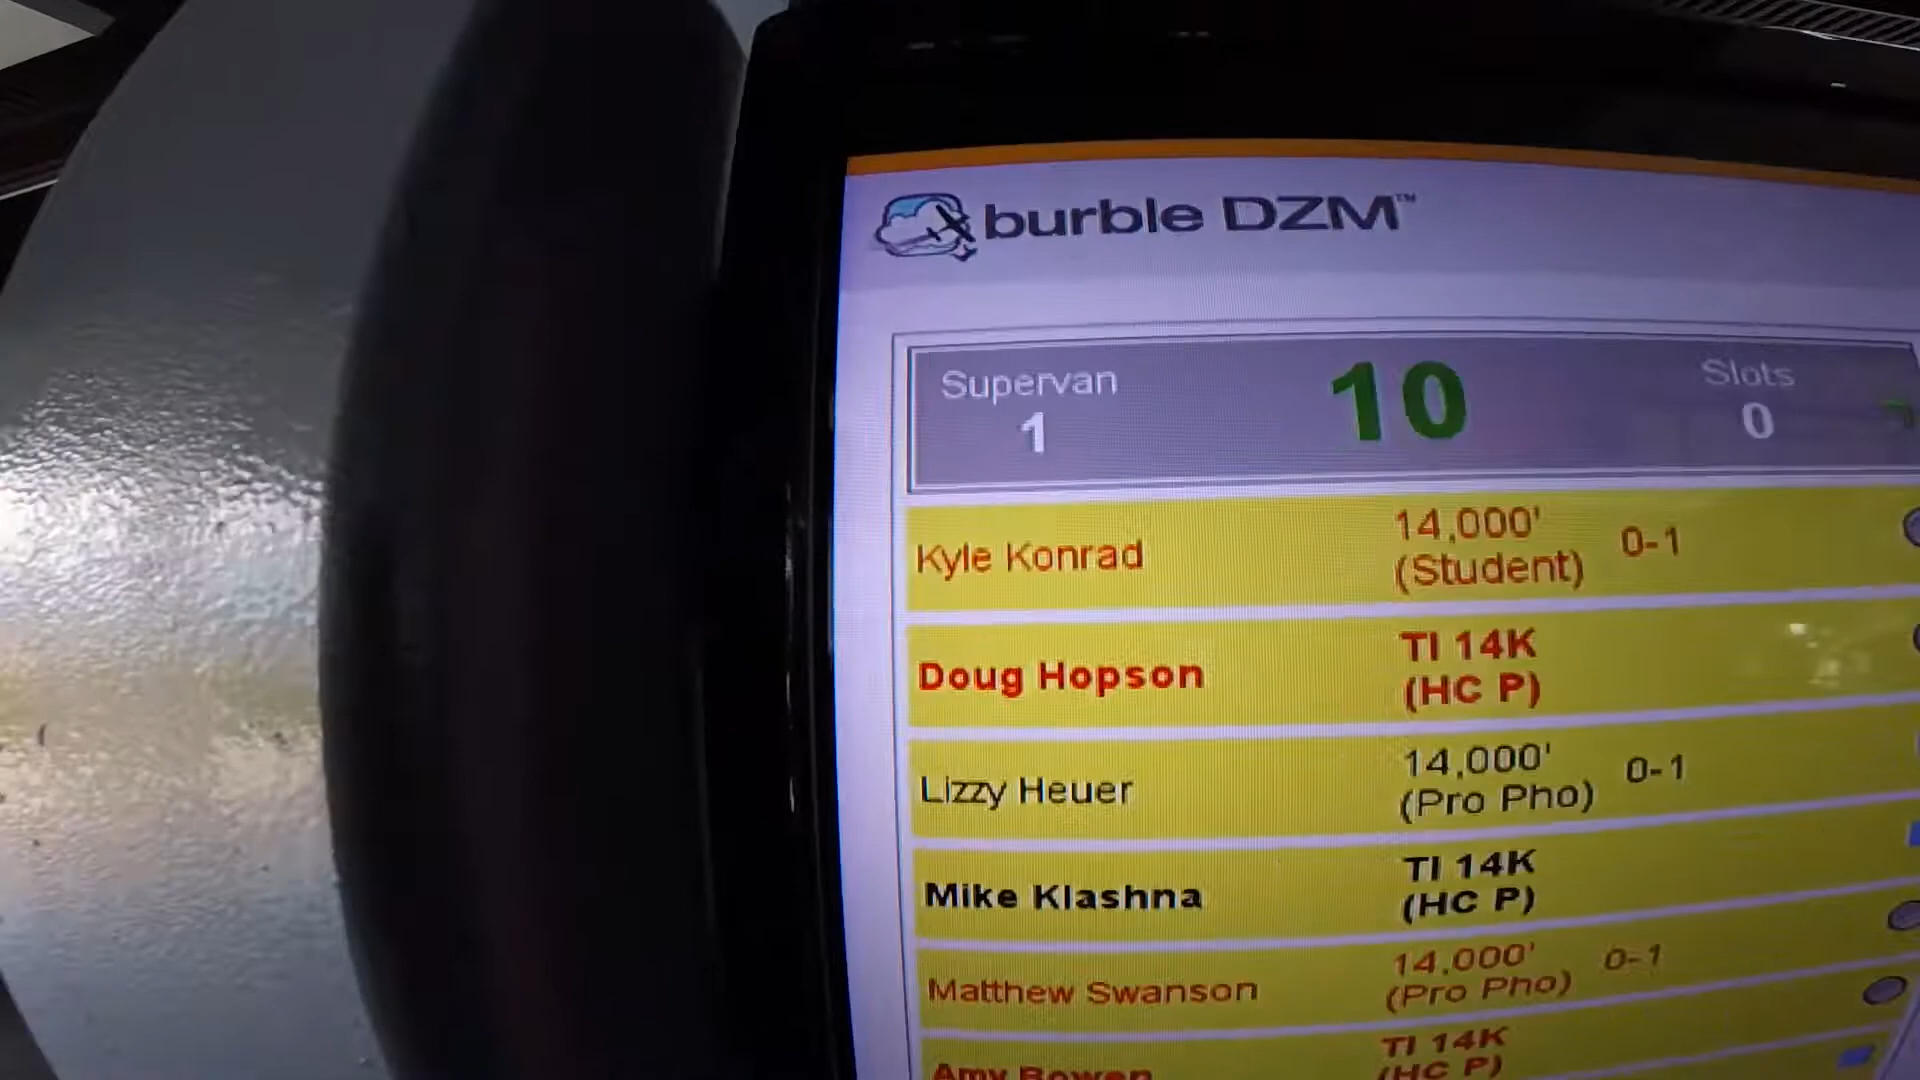 burble DZM™
Supervan 10 Slots
1 0
Kyle Konrad 14,000' 0-1
(Student)
Doug Hopson TI 14K
(HC P)
Lizzy Heuer 14,000' 0-1
(Pro Pho)
Mike Klashna TI 14K
(HC P)
Matthew Swanson 14,000' 0-1
(Pro Pho)
Amy Bowen TI 14K
(HC P)